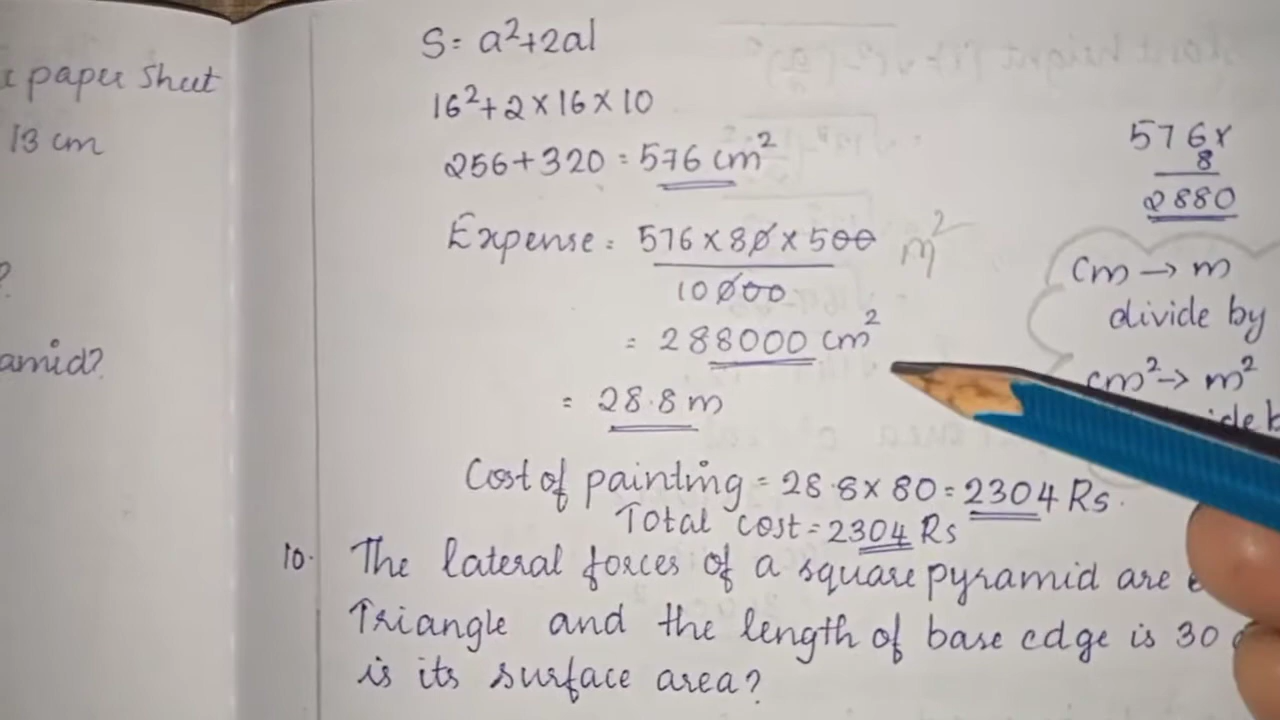 c paper sheet
13 cm
?
amid?
S = a²+2al
16²+2×16×10
256+320 = 576 cm²
576×
8
2880
Expense = 576×80×500 m²
10000
= 288000 cm²
= 28.8 m
cm → m
divide by
cm² → m²
Cost of painting = 28.8×80 = 2304 Rs.
Total cost = 2304 Rs
10. The lateral forces of a square pyramid are
Triangle and the length of base edge is 30
is its surface area?